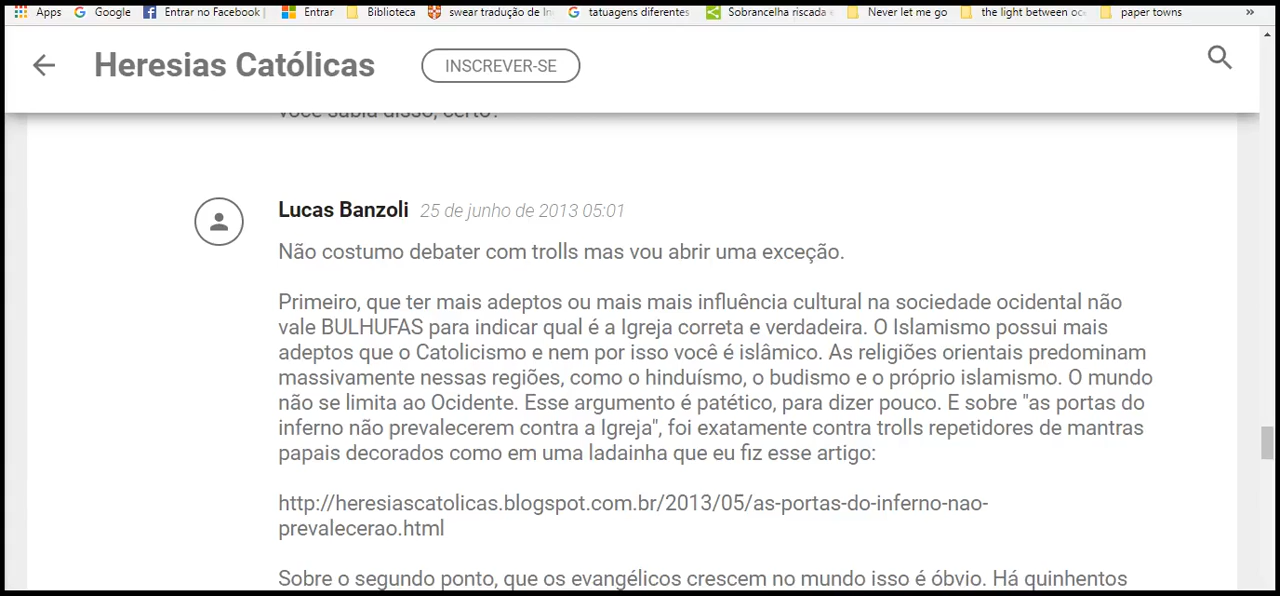 Apps Google Entrar no Facebook Entrar Biblioteca swear tradução de In tatuagens diferentes Sobrancelha riscada Never let me go the light between oc paper towns »
Heresias Católicas INSCREVER-SE
você sabia disso, certo?
Lucas Banzoli 25 de junho de 2013 05:01
Não costumo debater com trolls mas vou abrir uma exceção.
Primeiro, que ter mais adeptos ou mais mais influência cultural na sociedade ocidental não
vale BULHUFAS para indicar qual é a Igreja correta e verdadeira. O Islamismo possui mais
adeptos que o Catolicismo e nem por isso você é islâmico. As religiões orientais predominam
massivamente nessas regiões, como o hinduísmo, o budismo e o próprio islamismo. O mundo
não se limita ao Ocidente. Esse argumento é patético, para dizer pouco. E sobre "as portas do
inferno não prevalecerem contra a Igreja", foi exatamente contra trolls repetidores de mantras
papais decorados como em uma ladainha que eu fiz esse artigo:
http://heresiascatolicas.blogspot.com.br/2013/05/as-portas-do-inferno-nao-
prevalecerao.html
Sobre o segundo ponto, que os evangélicos crescem no mundo isso é óbvio. Há quinhentos